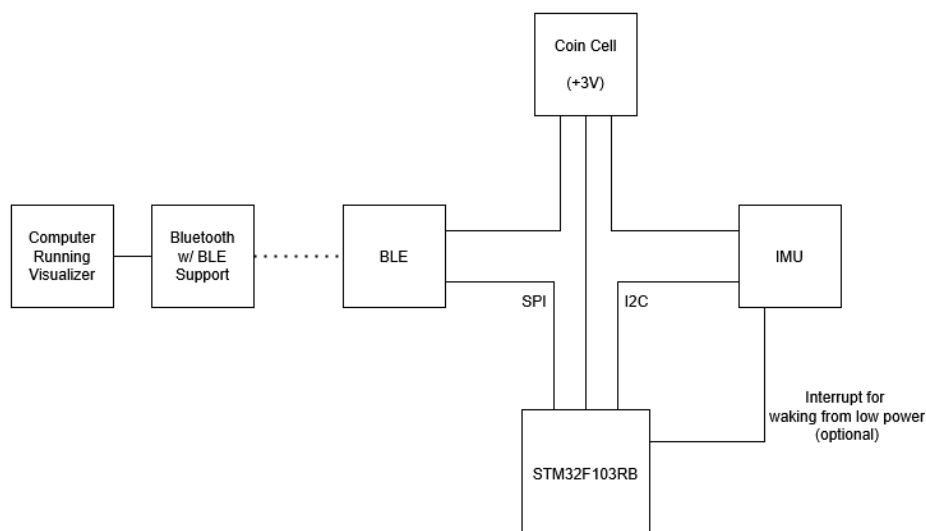 Coin Cell
(+3V)
Computer
Running
Visualizer
Bluetooth
w/ BLE
Support
BLE
IMU
SPI
I2C
Interrupt for
waking from low power
(optional)
STM32F103RB